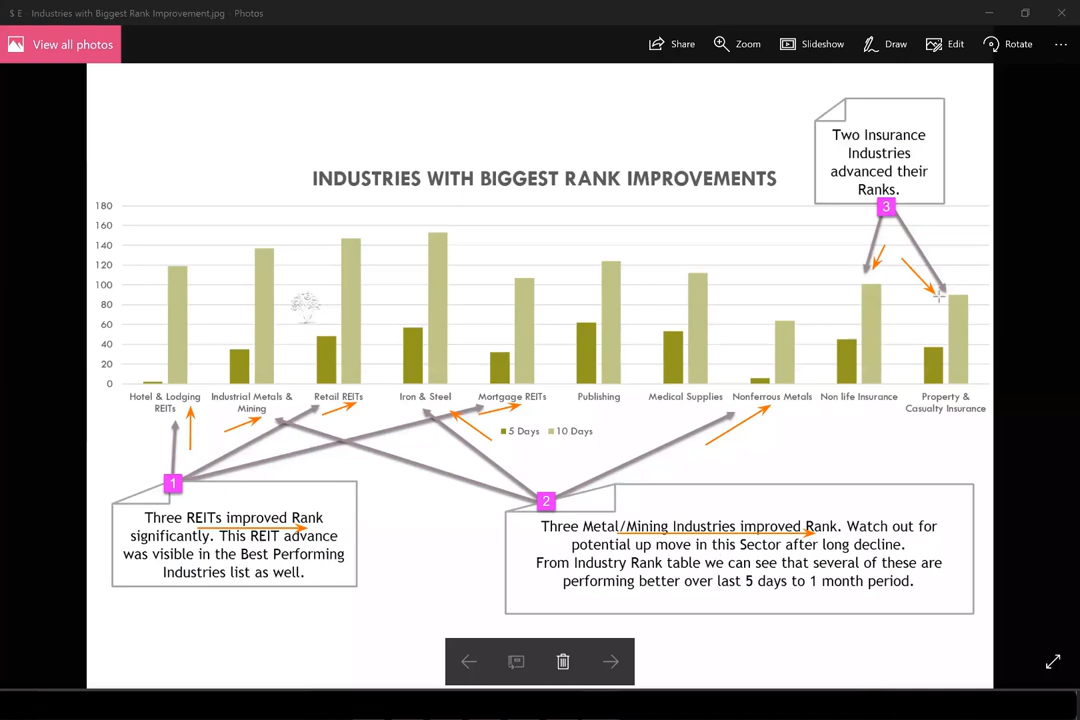 $ E - Industries with Biggest Rank Improvement.jpg - Photos
View all photos
Share
Zoom
Slideshow
Draw
Edit
Rotate
Two Insurance
Industries
advanced their
Ranks.
3
INDUSTRIES WITH BIGGEST RANK IMPROVEMENTS
180
160
140
120
100
80
60
40
20
0
Hotel & Lodging
REITs
Industrial Metals &
Mining
Retail REITs
Iron & Steel
Mortgage REITs
Publishing
Medical Supplies
Nonferrous Metals
Non life Insurance
Property &
Casualty Insurance
5 Days
10 Days
1
Three REITs improved Rank
significantly. This REIT advance
was visible in the Best Performing
Industries list as well.
2
Three Metal/Mining Industries improved Rank. Watch out for
potential up move in this Sector after long decline.
From Industry Rank table we can see that several of these are
performing better over last 5 days to 1 month period.